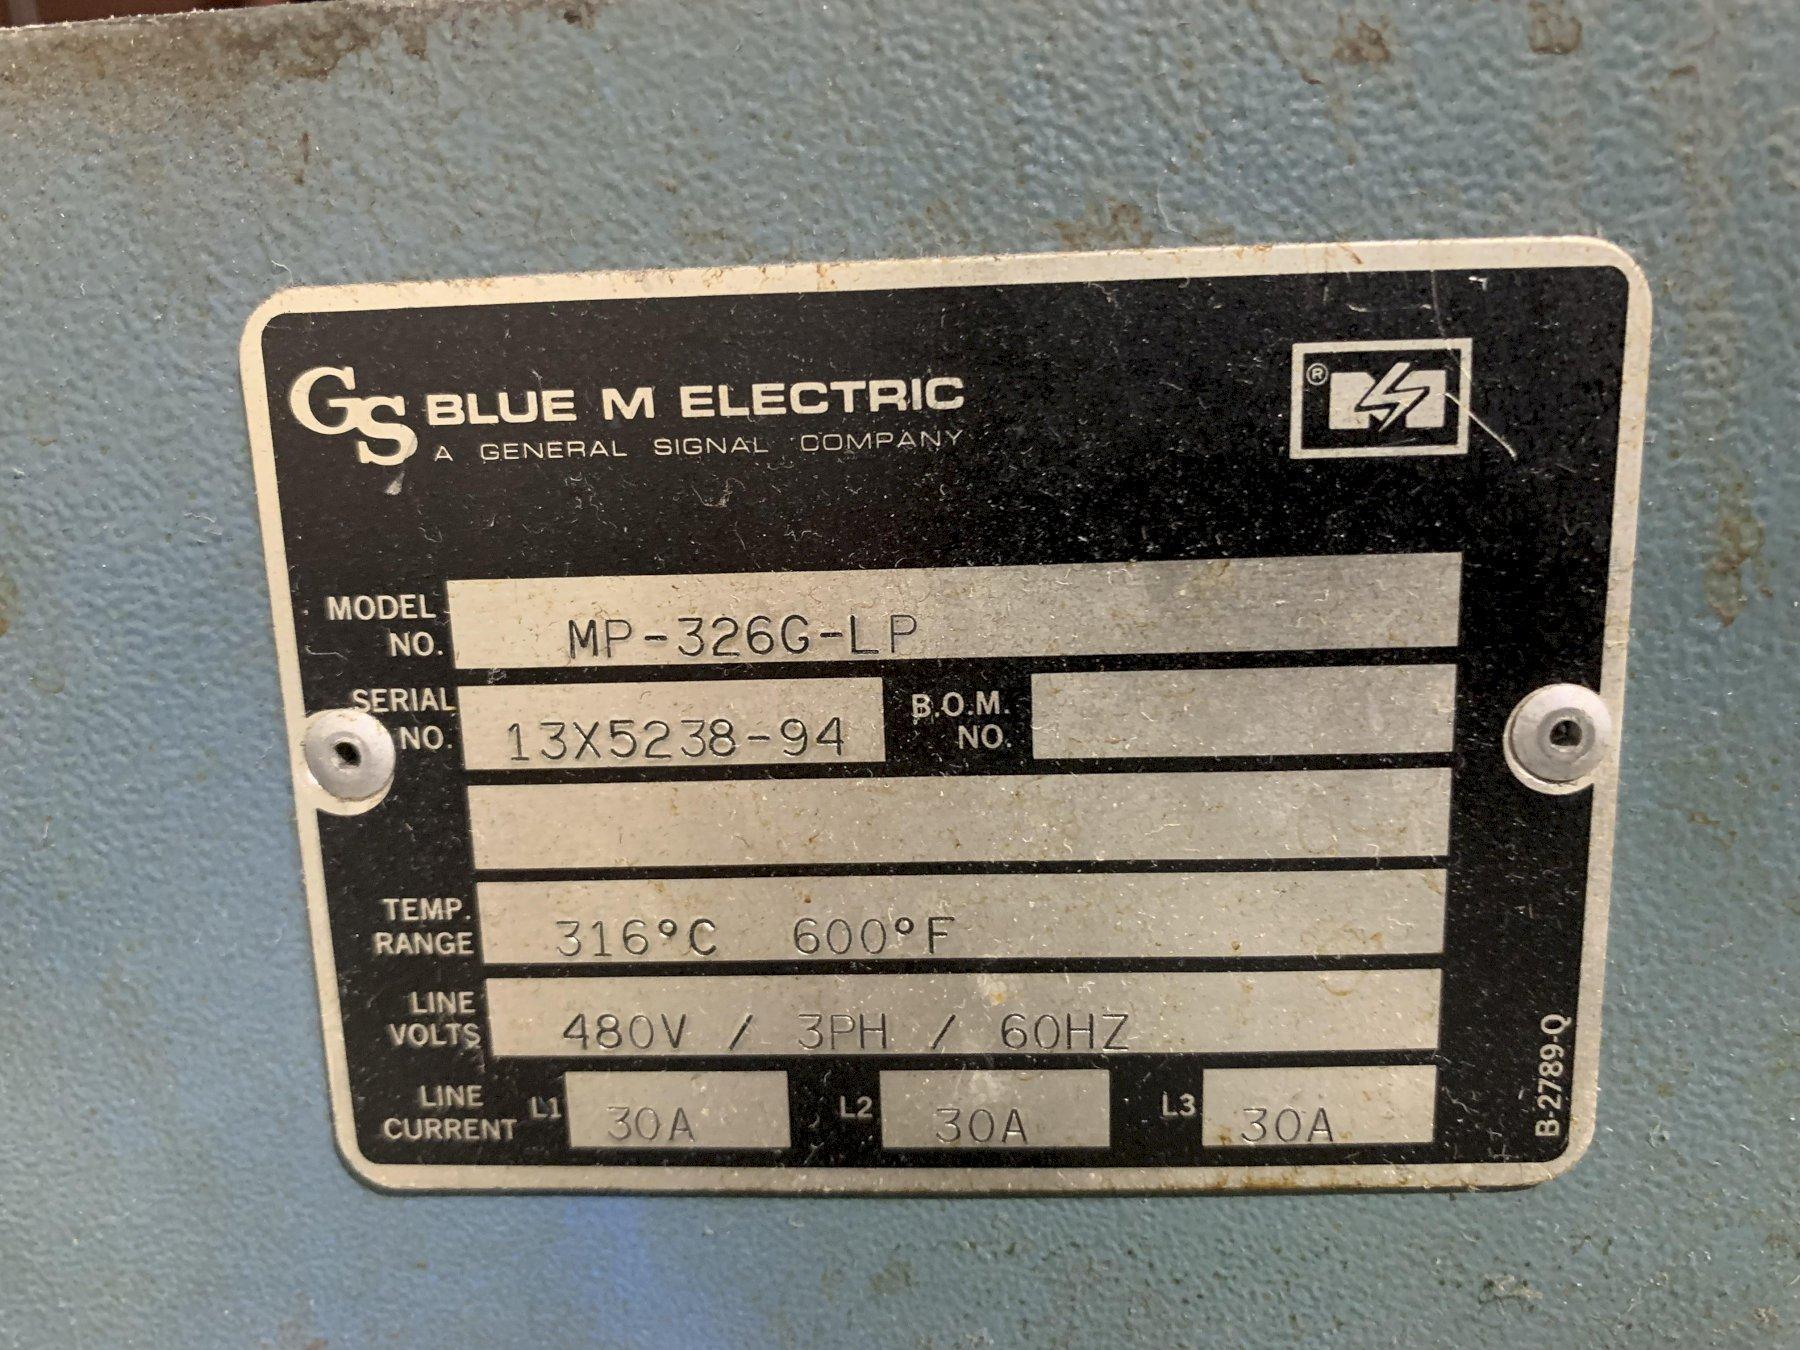 GS BLUE M ELECTRIC
A GENERAL SIGNAL COMPANY
®
MODEL NO. MP-326G-LP
SERIAL NO. 13X5238-94 B.O.M. NO.
TEMP. RANGE 316°C 600°F
LINE VOLTS 480V / 3PH / 60HZ
LINE CURRENT L1 30A L2 30A L3 30A
B-2789-Q